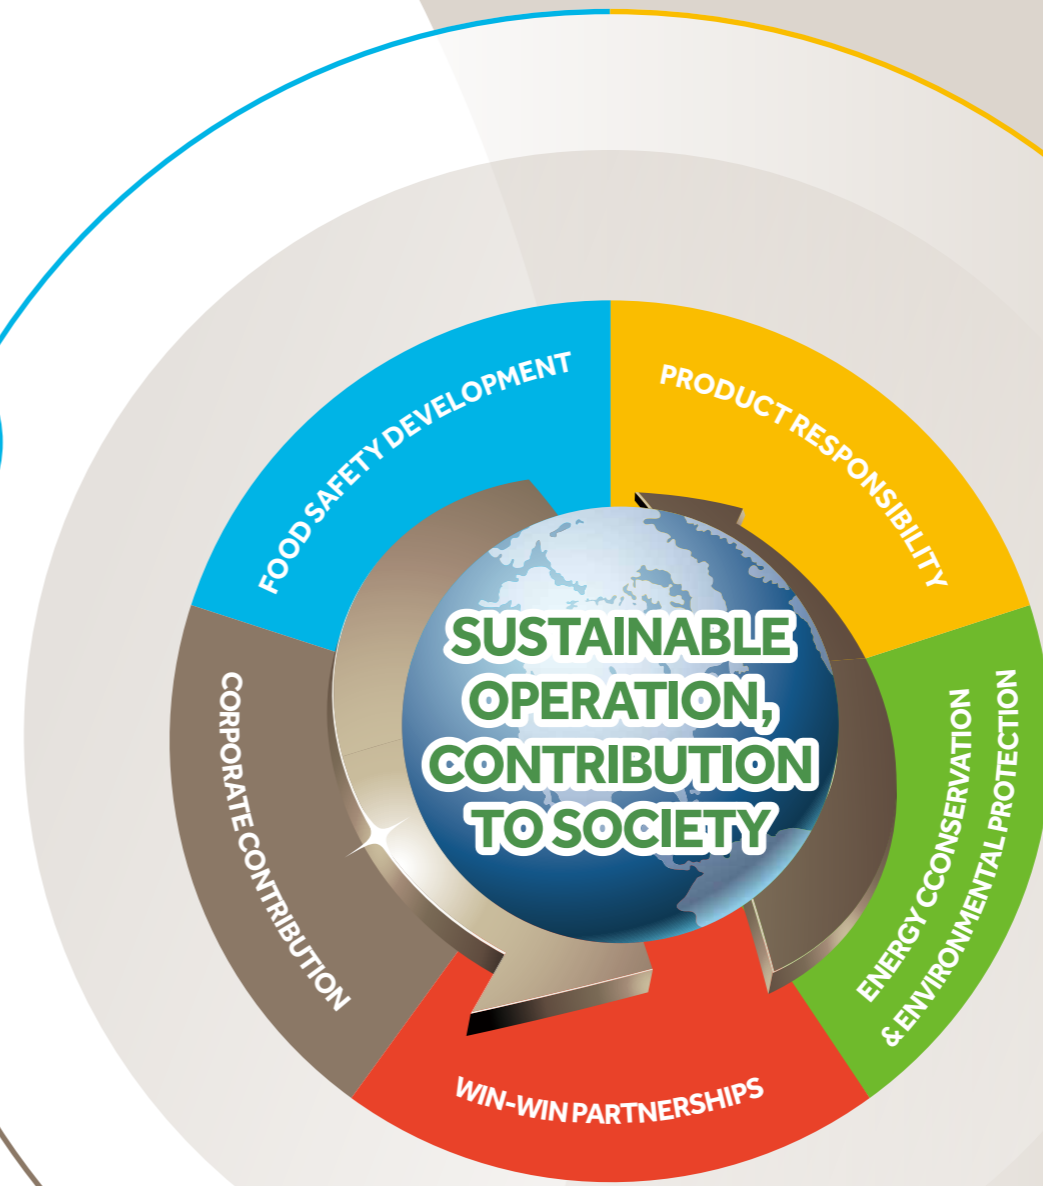 FOOD SAFETY DEVELOPMENT
PRODUCT RESPONSIBILITY
SUSTAINABLE
OPERATION,
CONTRIBUTION
TO SOCIETY
CORPORATE CONTRIBUTION
ENERGY CCONSERVATION
& ENVIRONMENTAL PROTECTION
WIN-WIN PARTNERSHIPS